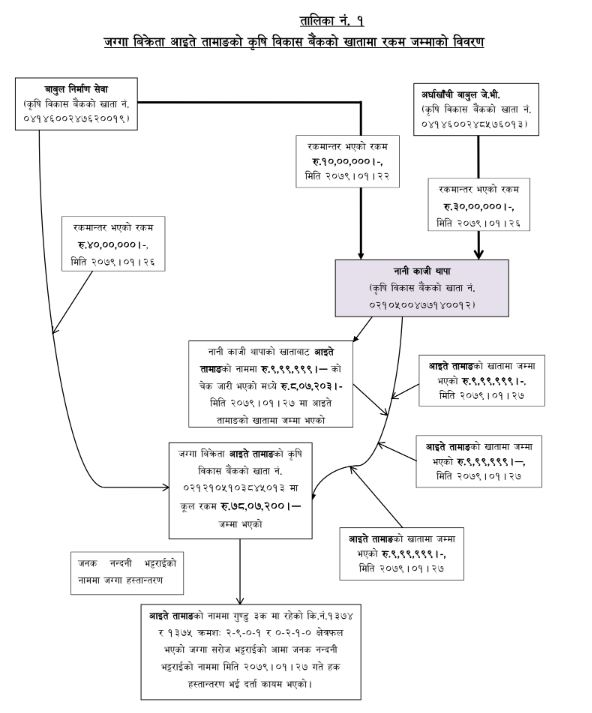 तालिका नं. १
जग्गा बिक्रेता आइते तामाङको कृषि विकास बैंकको खातामा रकम जम्माको विवरण
बाबुल निर्माण सेवा
(कृषि विकास बैंकको खाता नं.
०४१४६००२४७६२००१९)
अर्घाखाँची बाबुल जे.भी.
(कृषि विकास बैंकको खाता नं.
०४१४६००२४८५७६०१३)
रकमान्तर भएको रकम
रु.१०,००,०००।-,
मिति २०७९।०१।२२
रकमान्तर भएको रकम
रु.३०,००,०००।-,
मिति २०७९।०१।२६
रकमान्तर भएको रकम
रु.४०,००,०००।-,
मिति २०७९।०१।२६
नानी काजी थापा
(कृषि विकास बैंकको खाता नं.
०२१०५००४७७१४००१२)
नानी काजी थापाको खाताबाट आइते
तामाङको नाममा रु.९,९९,९९९।— को
चेक जारी भएको मध्ये रु.८,०७,२०३।-
मिति २०७९।०१।२७ मा आइते
तामाङको खातामा जम्मा भएको
आइते तामाङको खातामा जम्मा
भएको रु.९,९९,९९९।-,
मिति २०७९।०१।२७
आइते तामाङको खातामा जम्मा
भएको रु.९,९९,९९९।—,
मिति २०७९।०१।२७
जग्गा विक्रेता आइते तामाङको कृषि
विकास बैंकको खाता नं.
०२१२१०५१०३८४५०१३ मा
कूल रकम रु.७८,०७,२००।—
जम्मा भएको
आइते तामाङको खातामा जम्मा
भएको रु.९,९९,९९९।-,
मिति २०७९।०१।२७
जनक नन्दनी भट्टराईको
नाममा जग्गा हस्तान्तरण
आइते तामाङको नाममा गुण्डु ३क मा रहेको कि.नं.१३७४
र १३७५ क्रमशः २-९-०-१ र ०-२-१-० क्षेत्रफल
भएको जग्गा सरोज भट्टराईको आमा जनक नन्दनी
भट्टराईको नाममा मिति २०७९।०१।२७ गते हक
हस्तान्तरण भई दर्ता कायम भएको।